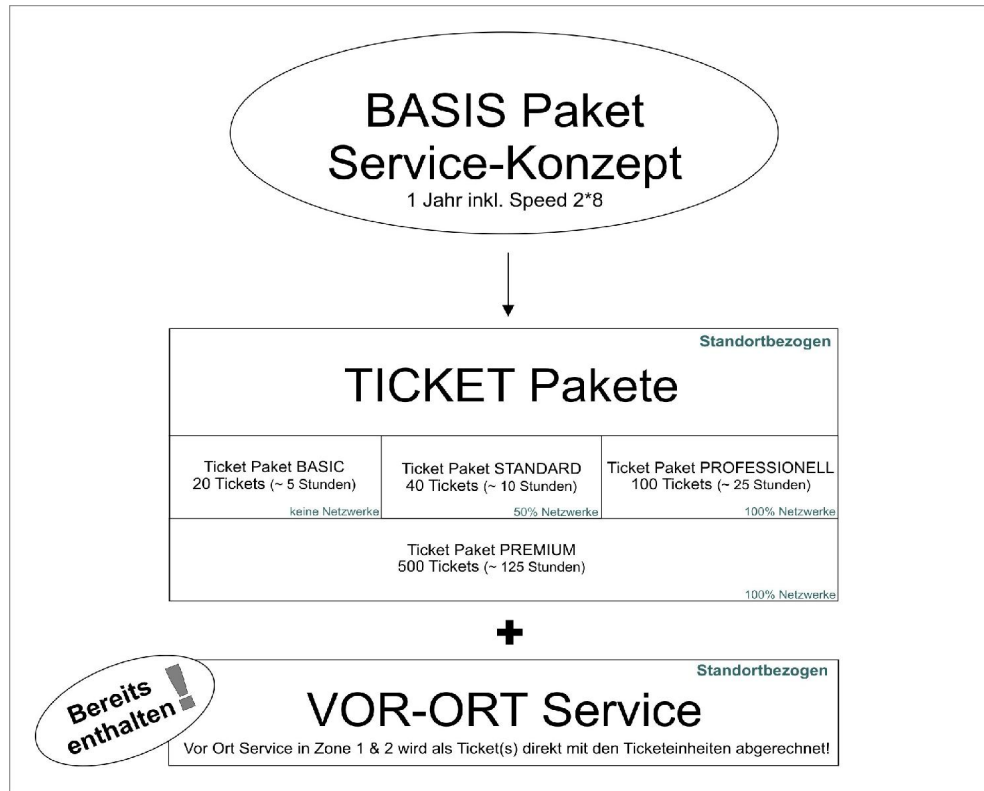 BASIS Paket
Service-Konzept
1 Jahr inkl. Speed 2*8
Standortbezogen
TICKET Pakete
Ticket Paket BASIC
20 Tickets (~ 5 Stunden)
keine Netzwerke
Ticket Paket STANDARD
40 Tickets (~ 10 Stunden)
50% Netzwerke
Ticket Paket PROFESSIONELL
100 Tickets (~ 25 Stunden)
100% Netzwerke
Ticket Paket PREMIUM
500 Tickets (~ 125 Stunden)
100% Netzwerke
+
Bereits
enthalten!
Standortbezogen
VOR-ORT Service
Vor Ort Service in Zone 1 & 2 wird als Ticket(s) direkt mit den Ticketeinheiten abgerechnet!